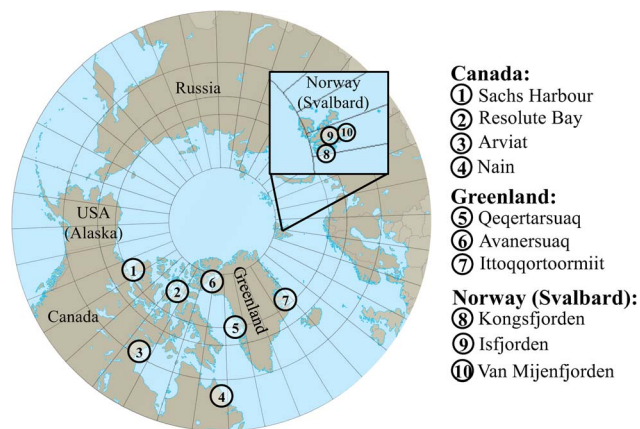 Russia
Norway
(Svalbard)
9
10
8
USA
(Alaska)
1
2
6
Greenland
7
5
Canada
3
4
Canada:
1 Sachs Harbour
2 Resolute Bay
3 Arviat
4 Nain
Greenland:
5 Qeqertarsuaq
6 Avanersuaq
7 Ittoqqortoormiit
Norway (Svalbard):
8 Kongsfjorden
9 Isfjorden
10 Van Mijenfjorden